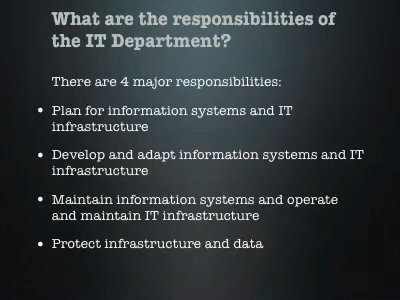 What are the responsibilities of
the IT Department?
There are 4 major responsibilities:
• Plan for information systems and IT
infrastructure
• Develop and adapt information systems and IT
infrastructure
• Maintain information systems and operate
and maintain IT infrastructure
• Protect infrastructure and data